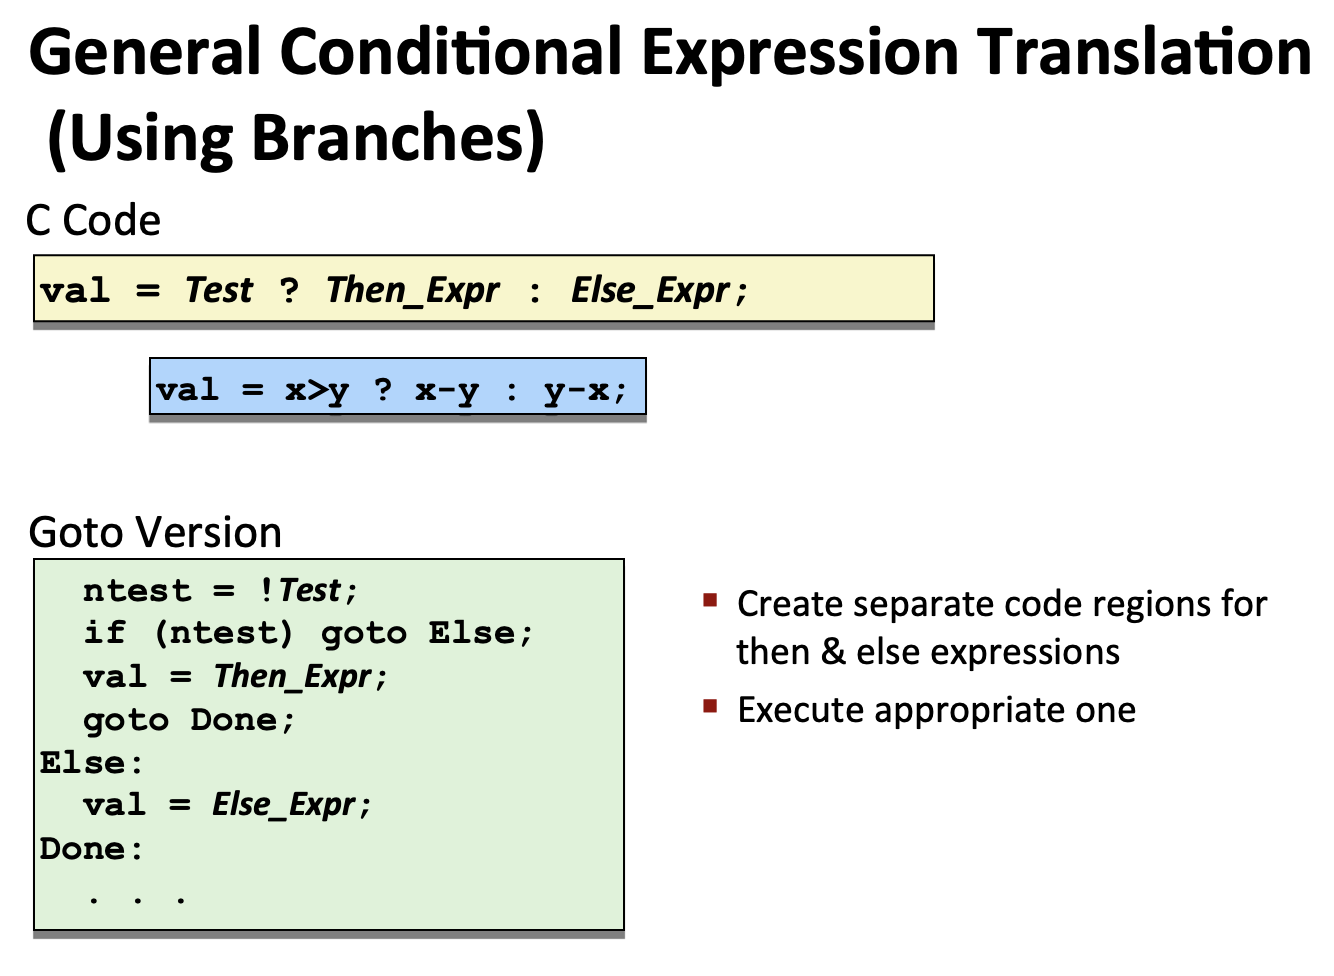 General Conditional Expression Translation
(Using Branches)
C Code
val = Test ? Then_Expr : Else_Expr;
val = x>y ? x-y : y-x;
Goto Version
ntest = !Test;
if (ntest) goto Else;
val = Then_Expr;
goto Done;
Else:
val = Else_Expr;
Done:
. . .
Create separate code regions for
then & else expressions
Execute appropriate one